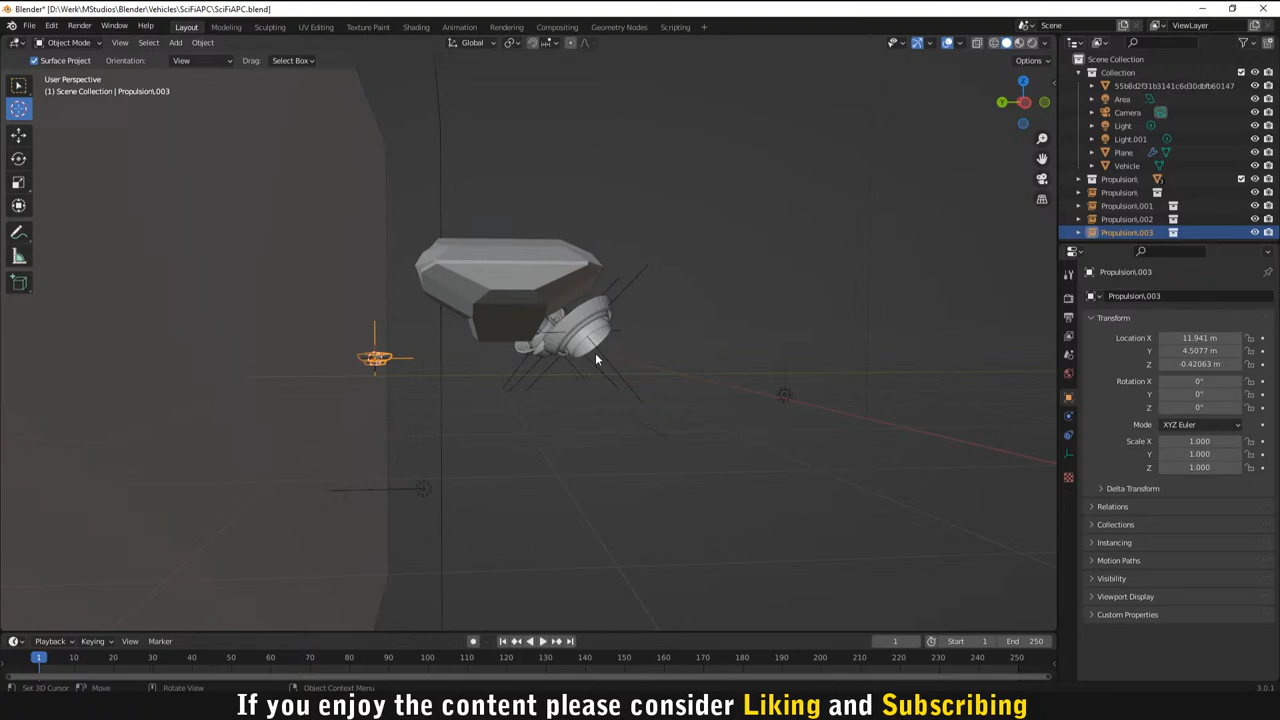 Blender* [D:\Werk\MStudios\Blender\Vehicles\SciFiAPC\SciFiAPC.blend]
File Edit Render Window Help Layout Modeling Sculpting UV Editing Texture Paint Shading Animation Rendering Compositing Geometry Nodes Scripting Scene ViewLayer
Object Mode View Select Add Object Global
Surface Project Orientation: View Drag: Select Box Options
User Perspective
(1) Scene Collection | Propulsion\.003
Scene Collection
Collection
55b8d2f31b3141c6d30dbfb60147
Area
Camera
Light
Light.001
Plane
Vehicle
Propulsion\
Propulsion\
Propulsion\.001
Propulsion\.002
Propulsion\.003
Propulsion\.003
Propulsion\.003
Transform
Location X 11.941 m
Y 4.5077 m
Z -0.42063 m
Rotation X 0°
Y 0°
Z 0°
Mode XYZ Euler
Scale X 1.000
Y 1.000
Z 1.000
Delta Transform
Relations
Collections
Instancing
Motion Paths
Visibility
Viewport Display
Custom Properties
Z
Y
Playback Keying View Marker 1 Start 1 End 250
1 10 20 30 40 50 60 70 80 90 100 110 120 130 140 150 160 170 180 190 200 210 220 230 240 250
Set 3D Cursor Move Rotate View Object Context Menu 3.0.1
If you enjoy the content please consider Liking and Subscribing